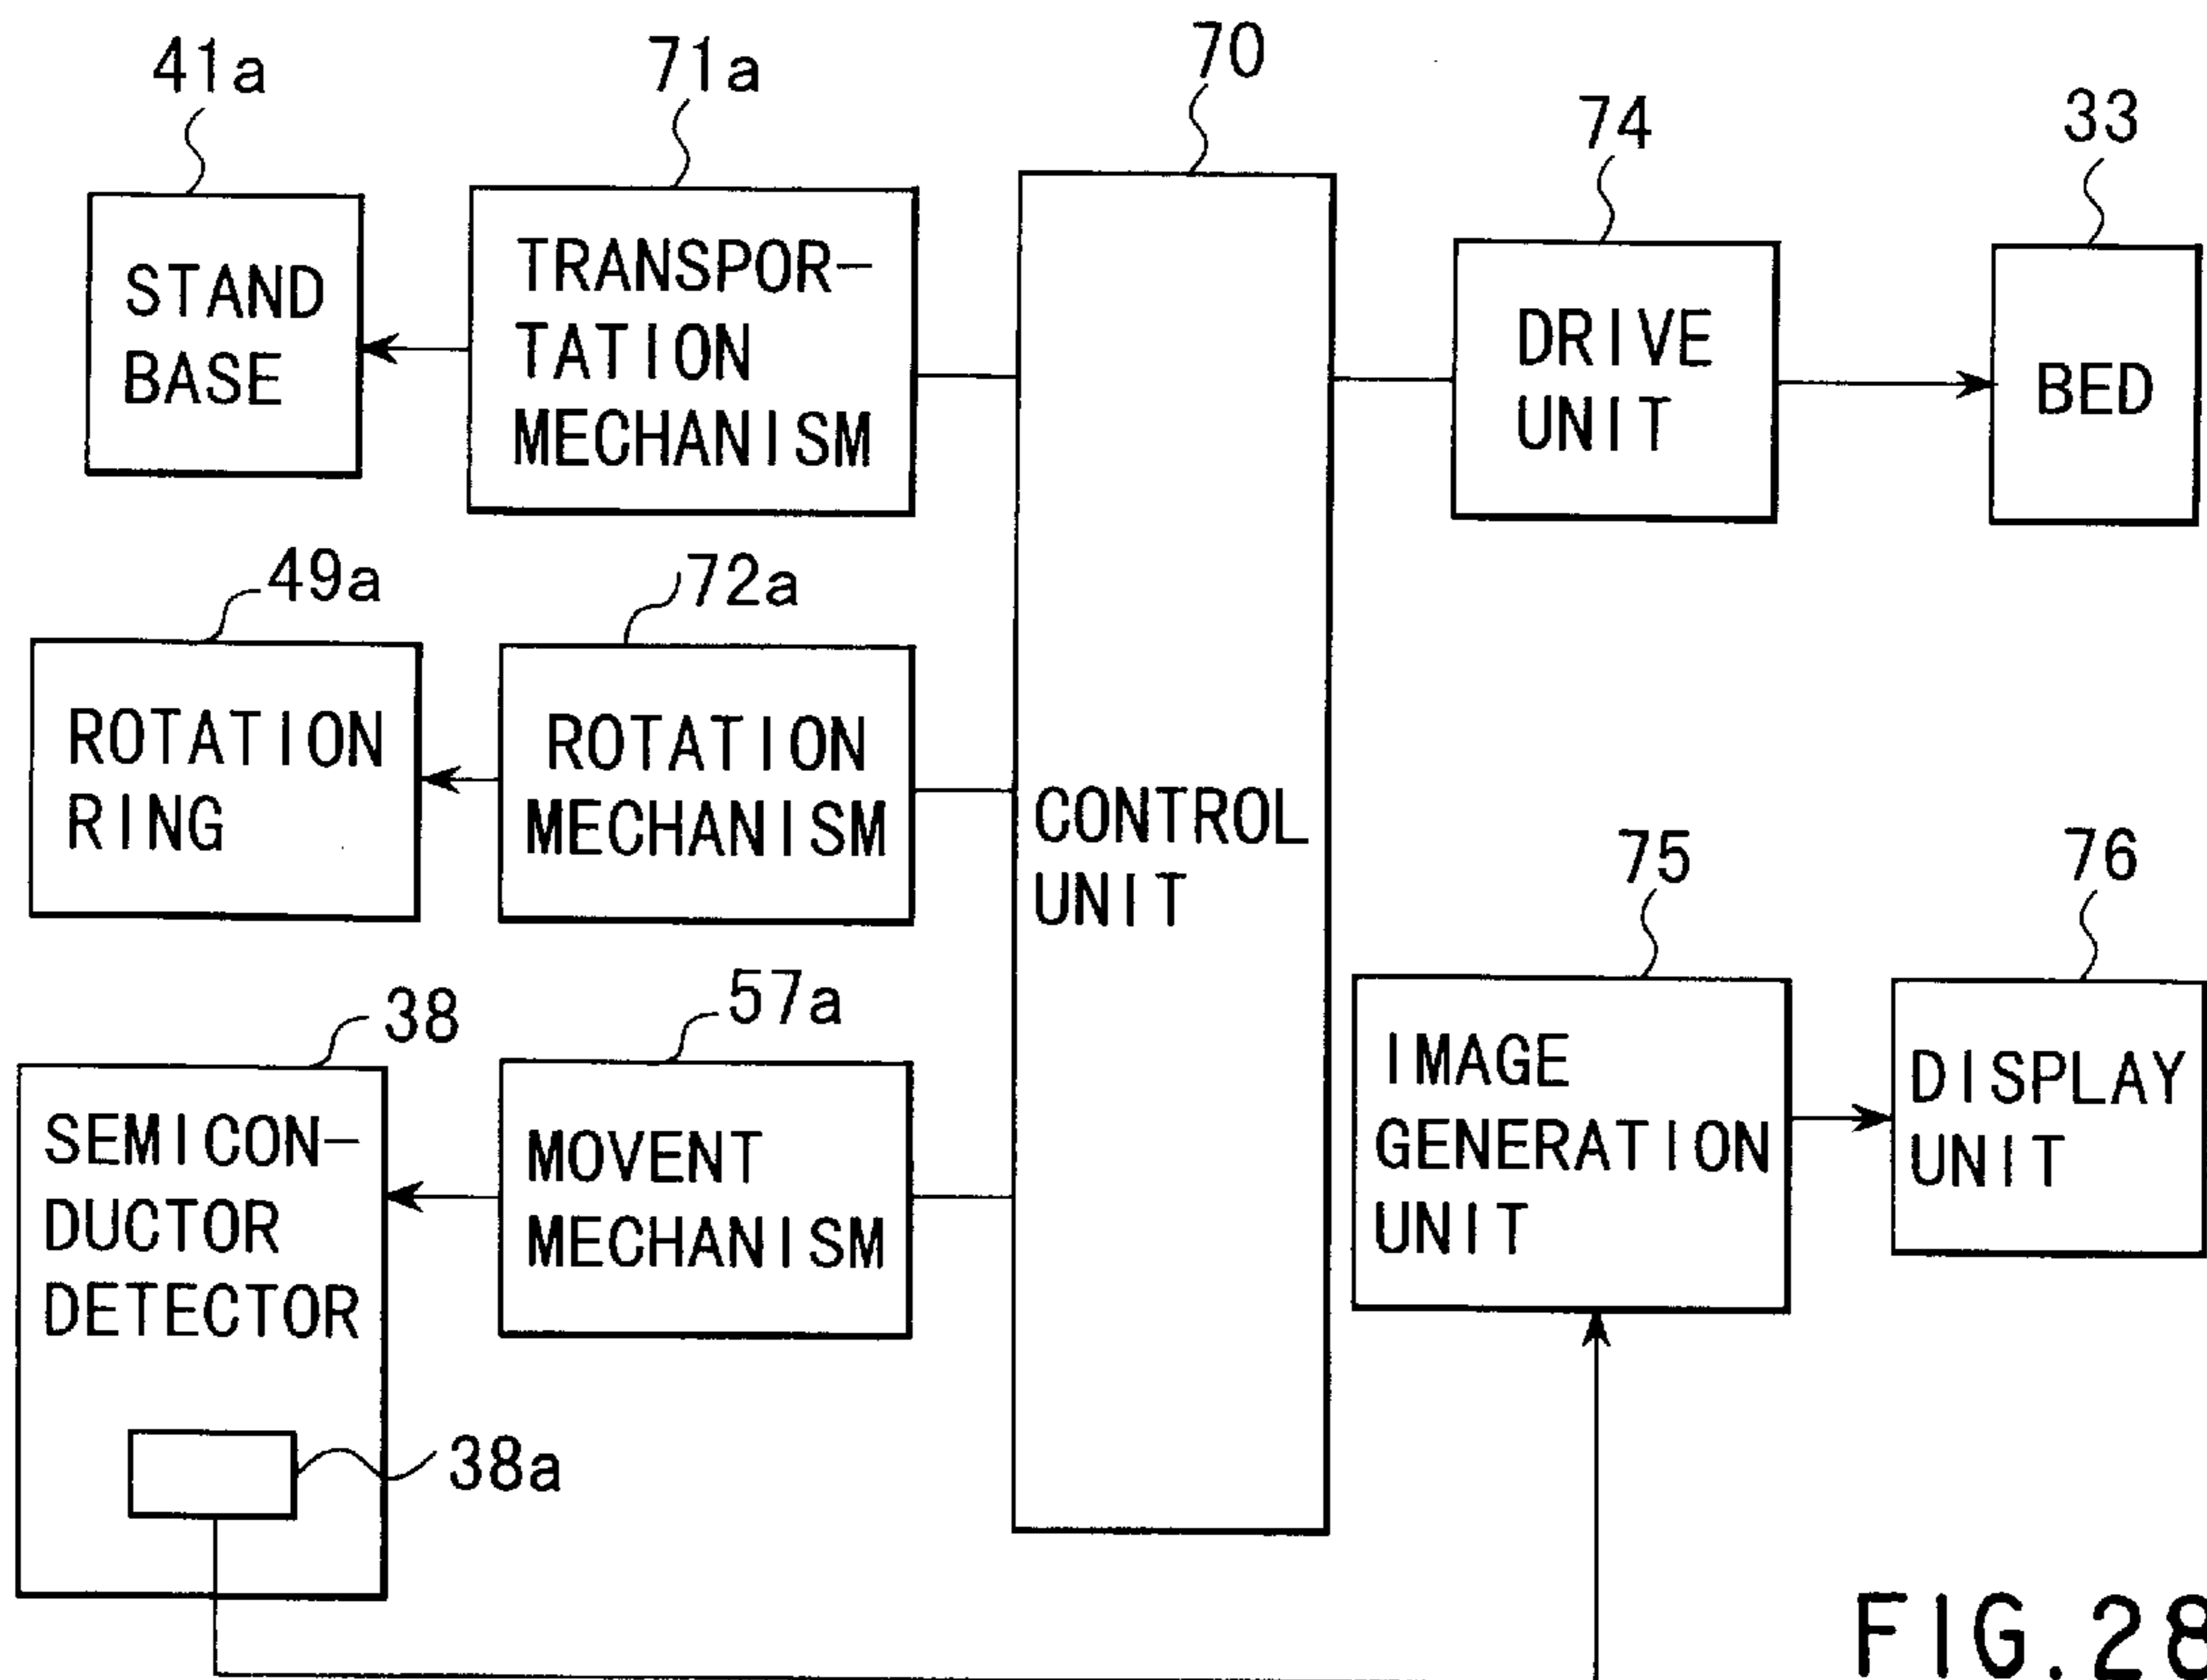 41a
71a
70
74
33
STAND
BASE
TRANSPOR-
TATION
MECHANISM
DRIVE
UNIT
BED
49a
72a
ROTATION
RING
ROTATION
MECHANISM
CONTROL
UNIT
75
76
38
57a
SEMICON-
DUCTOR
DETECTOR
MOVENT
MECHANISM
IMAGE
GENERATION
UNIT
DISPLAY
UNIT
38a
FIG.28